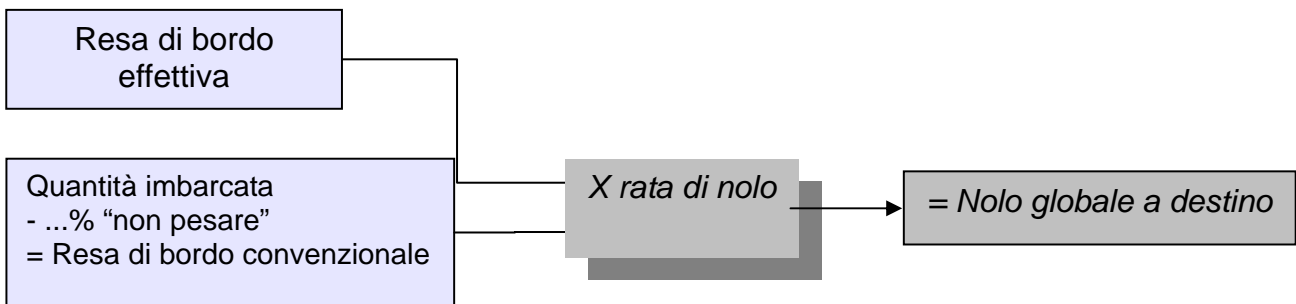 Resa di bordo
effettiva
Quantità imbarcata
- ...% “non pesare”
= Resa di bordo convenzionale
X rata di nolo
= Nolo globale a destino